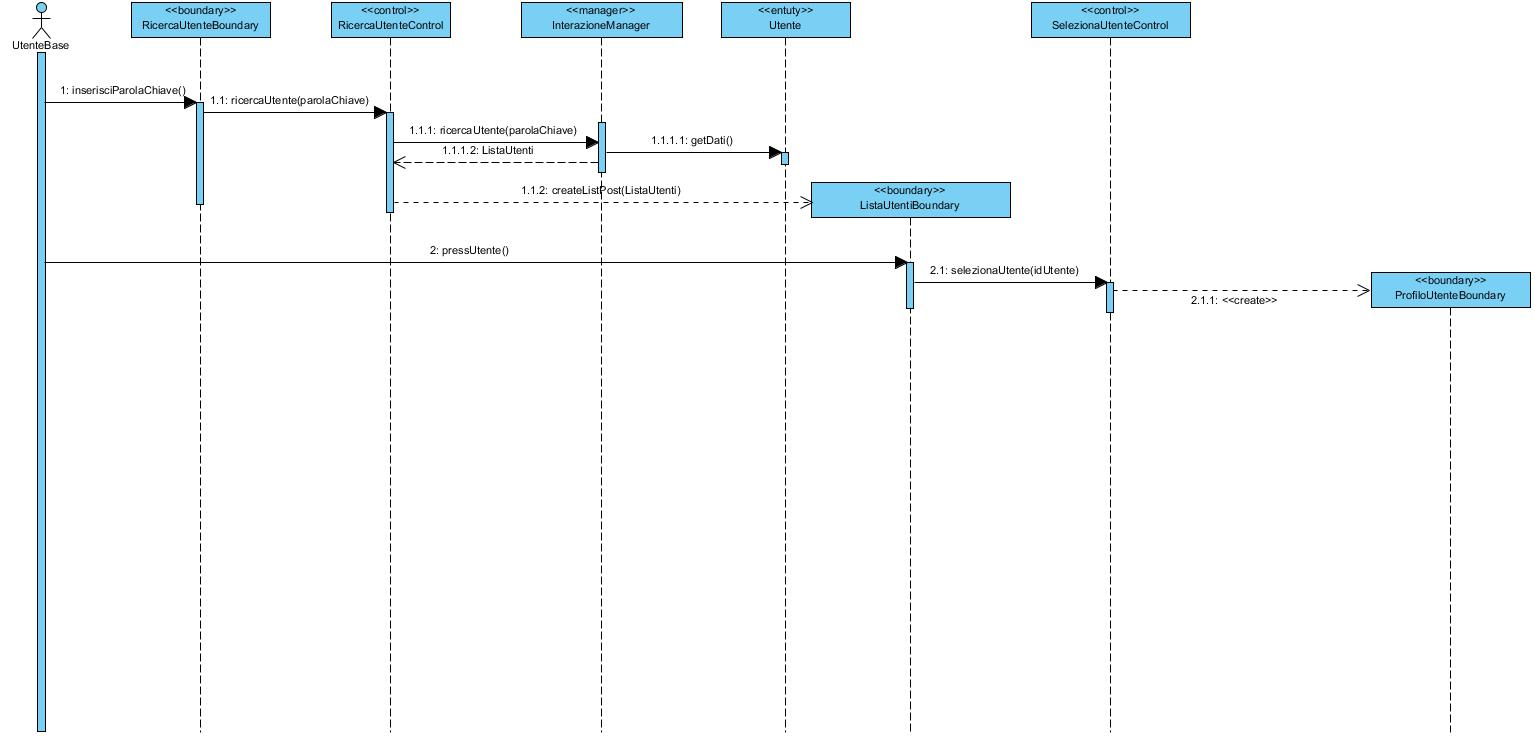 UtenteBase
<<boundary>>
RicercaUtenteBoundary
<<control>>
RicercaUtenteControl
<<manager>>
InterazioneManager
<<entuty>>
Utente
<<control>>
SelezionaUtenteControl
1: inserisciParolaChiave()
1.1: ricercaUtente(parolaChiave)
1.1.1: ricercaUtente(parolaChiave)
1.1.1.1: getDati()
1.1.1.2: ListaUtenti
1.1.2: createListPost(ListaUtenti)
<<boundary>>
ListaUtentiBoundary
2: pressUtente()
2.1: selezionaUtente(idUtente)
2.1.1: <<create>>
<<boundary>>
ProfiloUtenteBoundary